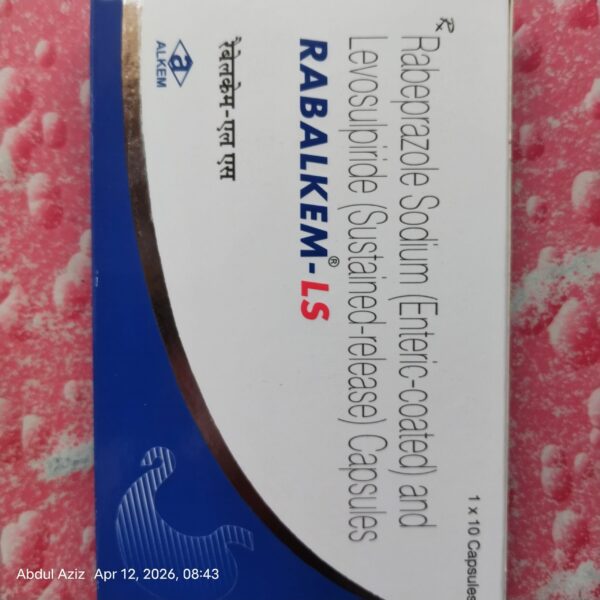 ℞ Rabeprazole Sodium (Enteric-coated) and
Levosulpiride (Sustained-release) Capsules
RABALKEM®-LS
रेबेलकेम-एल एस
ALKEM
1 x 10 Capsules
Abdul Aziz Apr 12, 2026, 08:43